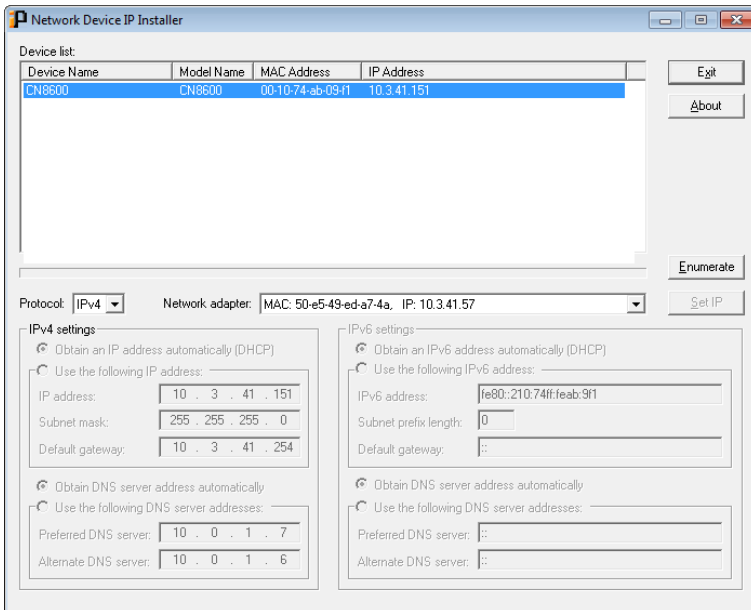 Network Device IP Installer
Device list:
Device Name Model Name MAC Address IP Address
CN8600 CN8600 00-10-74-ab-09-f1 10.3.41.151
Exit
About
Enumerate
Protocol: IPv4 Network adapter: MAC: 50-e5-49-ed-a7-4a, IP: 10.3.41.57 Set IP
IPv4 settings
Obtain an IP address automatically (DHCP)
Use the following IP address:
IP address: 10 . 3 . 41 . 151
Subnet mask: 255 . 255 . 255 . 0
Default gateway: 10 . 3 . 41 . 254
Obtain DNS server address automatically
Use the following DNS server addresses:
Preferred DNS server: 10 . 0 . 1 . 7
Alternate DNS server: 10 . 0 . 1 . 6
IPv6 settings
Obtain an IPv6 address automatically (DHCP)
Use the following IPv6 address:
IPv6 address: fe80::210:74ff:feab:9f1
Subnet prefix length: 0
Default gateway: ::
Obtain DNS server address automatically
Use the following DNS server addresses:
Preferred DNS server: ::
Alternate DNS server: ::